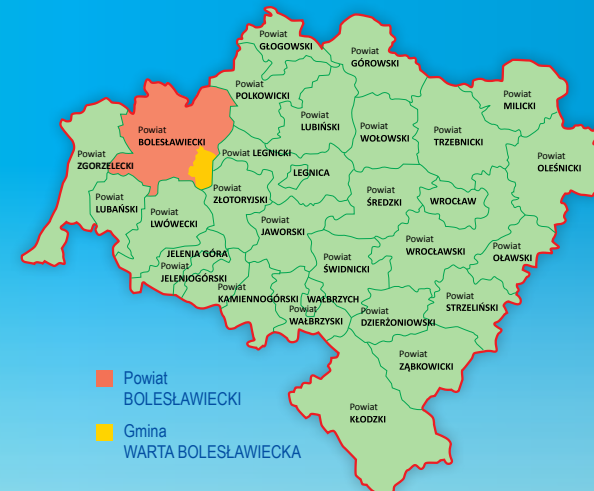 Powiat
GŁOGOWSKI
Powiat
GÓROWSKI
Powiat
POLKOWICKI
Powiat
MILICKI
Powiat
LUBIŃSKI
Powiat
WOŁOWSKI
Powiat
TRZEBNICKI
Powiat
BOLESŁAWIECKI
Powiat
ZGORZELECKI
Powiat LEGNICKI
Powiat
OLEŚNICKI
LEGNICA
Powiat
LUBAŃSKI
Powiat
ZŁOTORYJSKI
Powiat
ŚREDZKI
WROCŁAW
Powiat
LWÓWECKI
Powiat
JAWORSKI
Powiat
WROCŁAWSKI
Powiat
OŁAWSKI
JELENIA GÓRA
Powiat
JELENIOGÓRSKI
Powiat
ŚWIDNICKI
Powiat
KAMIENNOGÓRSKI
WAŁBRZYCH
Powiat
WAŁBRZYSKI
Powiat
DZIERŻONIOWSKI
Powiat
STRZELIŃSKI
Powiat
ZĄBKOWICKI
Powiat
KŁODZKI
Powiat
BOLESŁAWIECKI
Gmina
WARTA BOLESŁAWIECKA